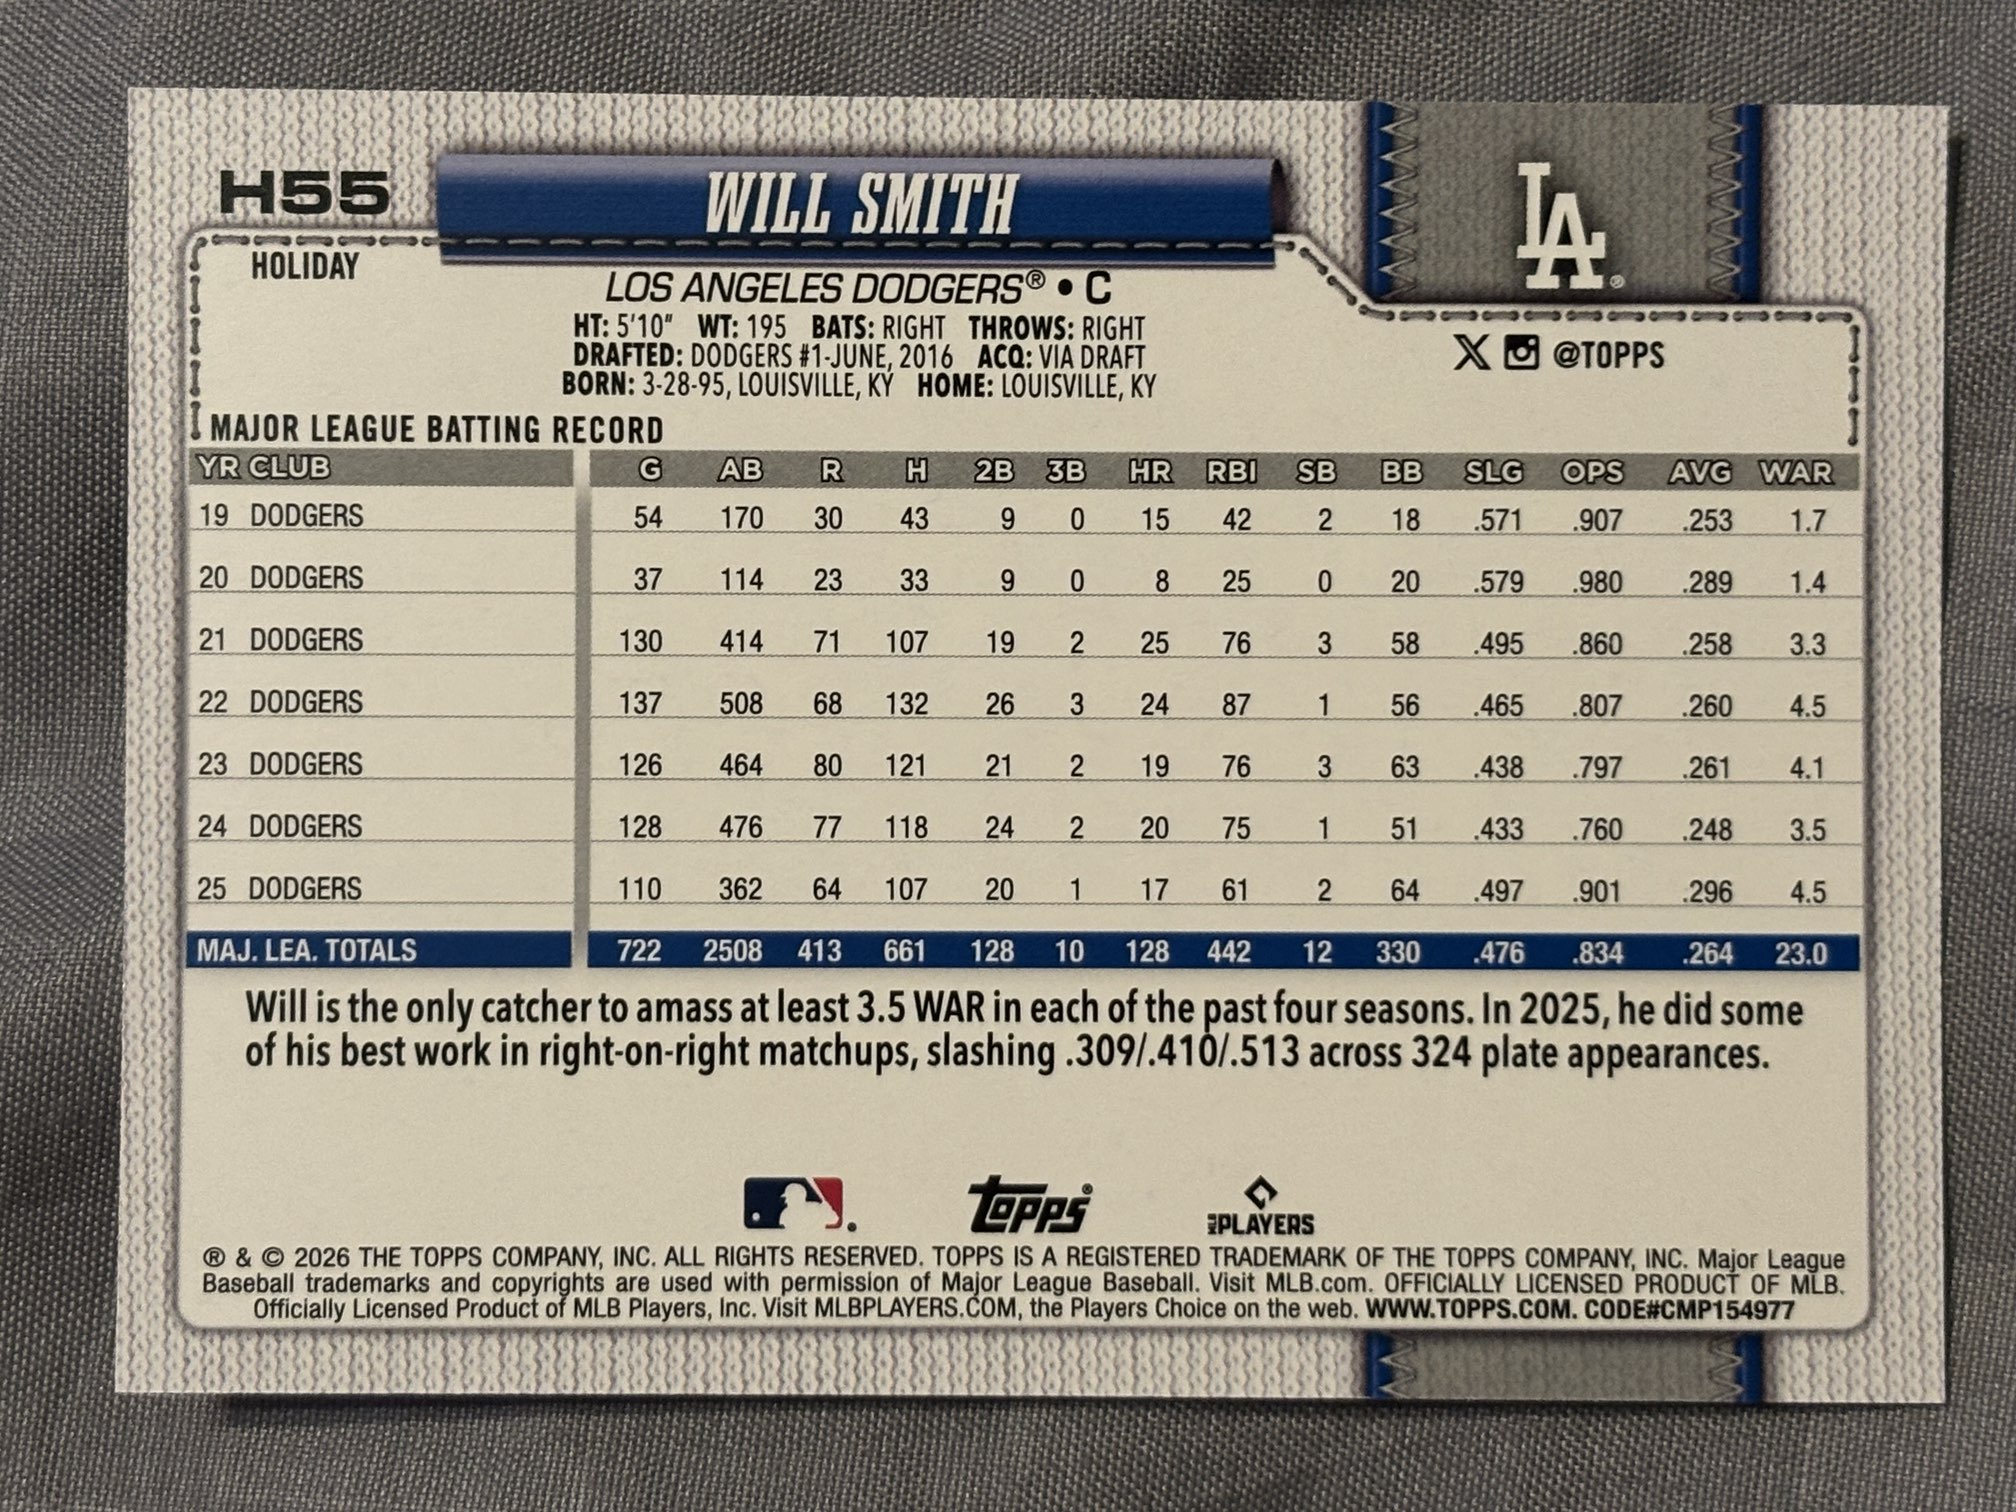 H55
WILL SMITH
LA®
HOLIDAY
LOS ANGELES DODGERS® • C
HT: 5'10" WT: 195 BATS: RIGHT THROWS: RIGHT
DRAFTED: DODGERS #1-JUNE, 2016 ACQ: VIA DRAFT
BORN: 3-28-95, LOUISVILLE, KY HOME: LOUISVILLE, KY
X @TOPPS
MAJOR LEAGUE BATTING RECORD
YR CLUB G AB R H 2B 3B HR RBI SB BB SLG OPS AVG WAR
19 DODGERS 54 170 30 43 9 0 15 42 2 18 .571 .907 .253 1.7
20 DODGERS 37 114 23 33 9 0 8 25 0 20 .579 .980 .289 1.4
21 DODGERS 130 414 71 107 19 2 25 76 3 58 .495 .860 .258 3.3
22 DODGERS 137 508 68 132 26 3 24 87 1 56 .465 .807 .260 4.5
23 DODGERS 126 464 80 121 21 2 19 76 3 63 .438 .797 .261 4.1
24 DODGERS 128 476 77 118 24 2 20 75 1 51 .433 .760 .248 3.5
25 DODGERS 110 362 64 107 20 1 17 61 2 64 .497 .901 .296 4.5
MAJ. LEA. TOTALS 722 2508 413 661 128 10 128 442 12 330 .476 .834 .264 23.0
Will is the only catcher to amass at least 3.5 WAR in each of the past four seasons. In 2025, he did some
of his best work in right-on-right matchups, slashing .309/.410/.513 across 324 plate appearances.
topps® MLB PLAYERS
® & © 2026 THE TOPPS COMPANY, INC. ALL RIGHTS RESERVED. TOPPS IS A REGISTERED TRADEMARK OF THE TOPPS COMPANY, INC. Major League
Baseball trademarks and copyrights are used with permission of Major League Baseball. Visit MLB.com. OFFICIALLY LICENSED PRODUCT OF MLB.
Officially Licensed Product of MLB Players, Inc. Visit MLBPLAYERS.COM, the Players Choice on the web. WWW.TOPPS.COM. CODE#CMP154977